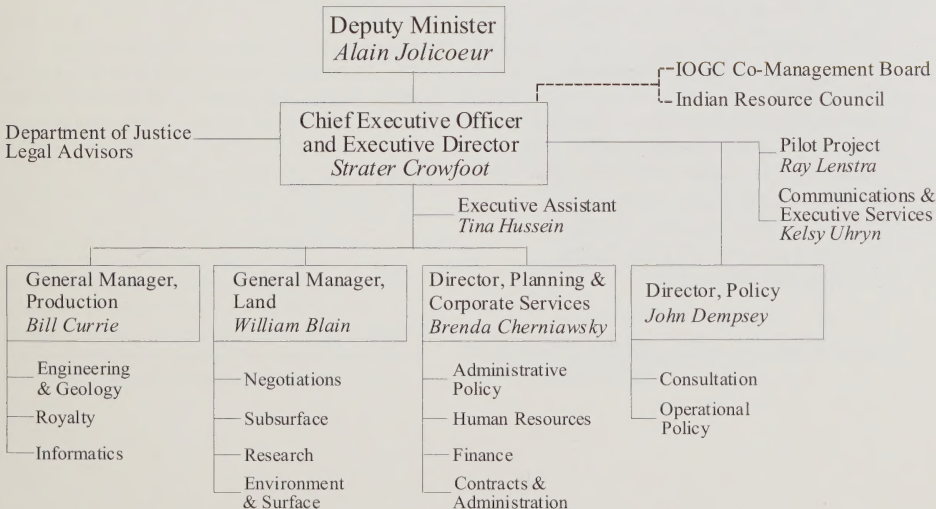 Deputy Minister
Alain Jolicoeur
IOGC Co-Management Board
Indian Resource Council
Department of Justice
Legal Advisors
Chief Executive Officer
and Executive Director
Strater Crowfoot
Pilot Project
Ray Lenstra
Communications &
Executive Services
Kelsy Uhryn
Executive Assistant
Tina Hussein
General Manager,
Production
Bill Currie
Engineering
& Geology
Royalty
Informatics
General Manager,
Land
William Blain
Negotiations
Subsurface
Research
Environment
& Surface
Director, Planning &
Corporate Services
Brenda Cherniawsky
Administrative
Policy
Human Resources
Finance
Contracts &
Administration
Director, Policy
John Dempsey
Consultation
Operational
Policy